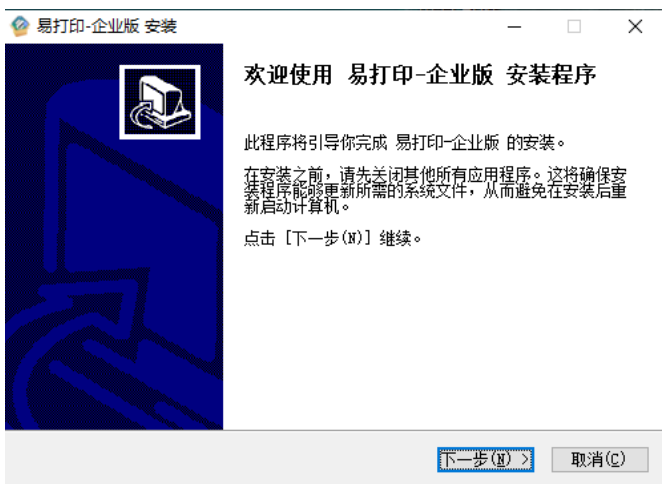 易打印-企业版 安装
欢迎使用 易打印-企业版 安装程序
此程序将引导你完成 易打印-企业版 的安装。
在安装之前，请先关闭其他所有应用程序。这将确保安
装程序能够更新所需的系统文件，从而避免在安装后重
新启动计算机。
点击 [下一步(N)] 继续。
下一步(N) >
取消(C)